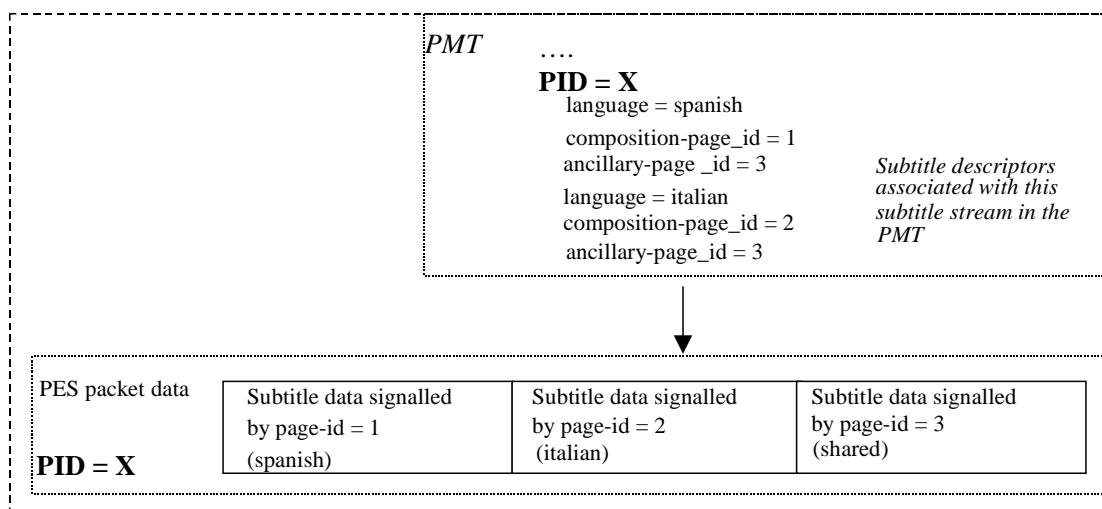 PMT ....
PID = X
language = spanish
composition-page_id = 1
ancillary-page _id = 3
language = italian
composition-page_id = 2
ancillary-page_id = 3
Subtitle descriptors
associated with this
subtitle stream in the
PMT
PES packet data
PID = X
Subtitle data signalled
by page-id = 1
(spanish)
Subtitle data signalled
by page-id = 2
(italian)
Subtitle data signalled
by page-id = 3
(shared)